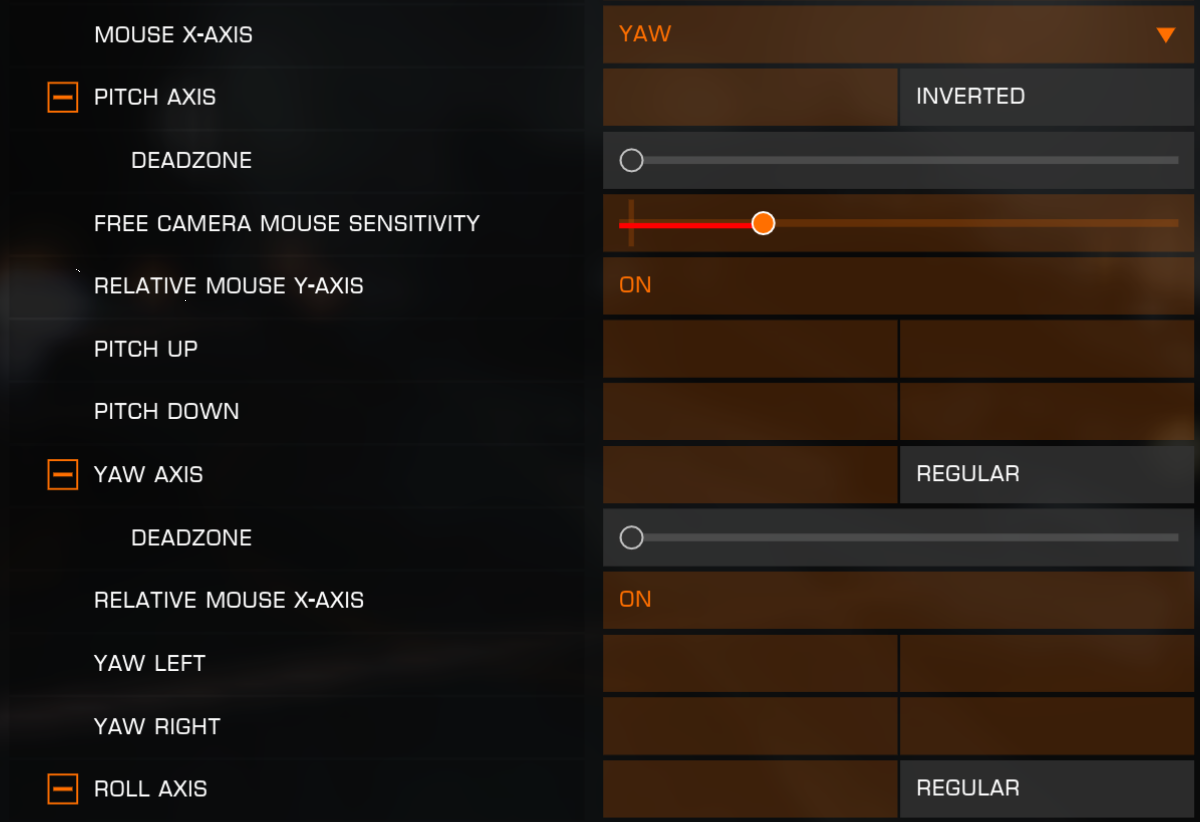 MOUSE X-AXIS YAW
PITCH AXIS INVERTED
DEADZONE
FREE CAMERA MOUSE SENSITIVITY
RELATIVE MOUSE Y-AXIS ON
PITCH UP
PITCH DOWN
YAW AXIS REGULAR
DEADZONE
RELATIVE MOUSE X-AXIS ON
YAW LEFT
YAW RIGHT
ROLL AXIS REGULAR